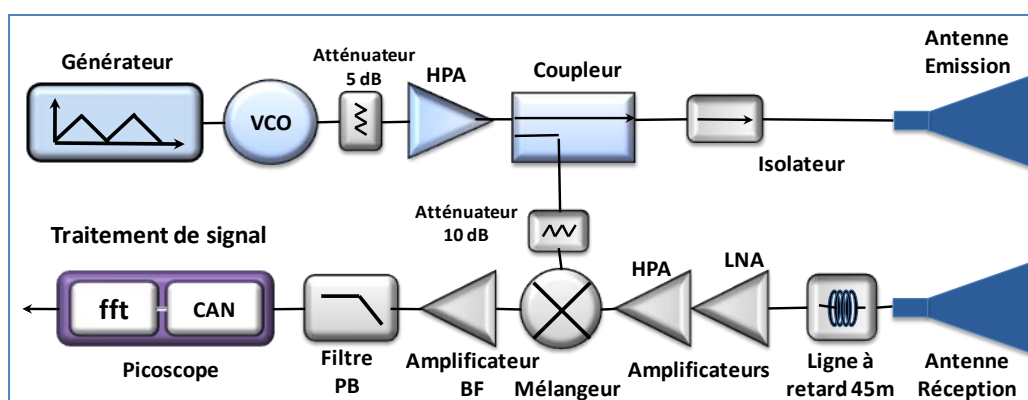 Générateur
VCO
Atténuateur
5 dB
HPA
Coupleur
Isolateur
Antenne
Emission
Traitement de signal
fft
CAN
Picoscope
Filtre
PB
Amplificateur
BF
Atténuateur
10 dB
Mélangeur
HPA
LNA
Amplificateurs
Ligne à
retard 45m
Antenne
Réception